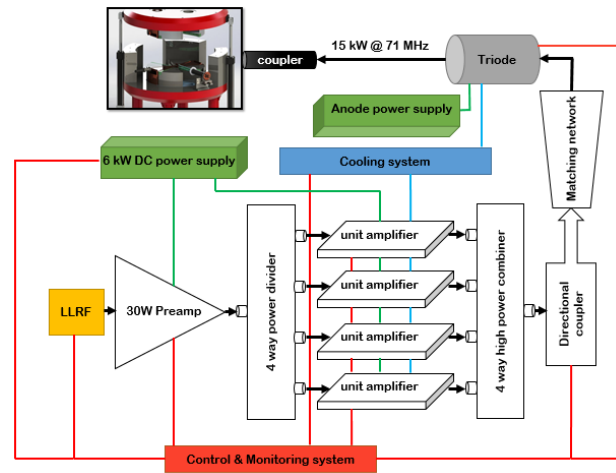 15 kW @ 71 MHz
coupler
Triode
Anode power supply
Matching network
6 kW DC power supply
Cooling system
unit amplifier
unit amplifier
unit amplifier
unit amplifier
4 way power divider
4 way high power combiner
LLRF
30W Preamp
Directional
coupler
Control & Monitoring system